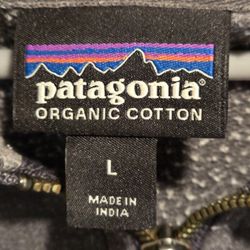 patagonia
ORGANIC COTTON
L
MADE IN
INDIA